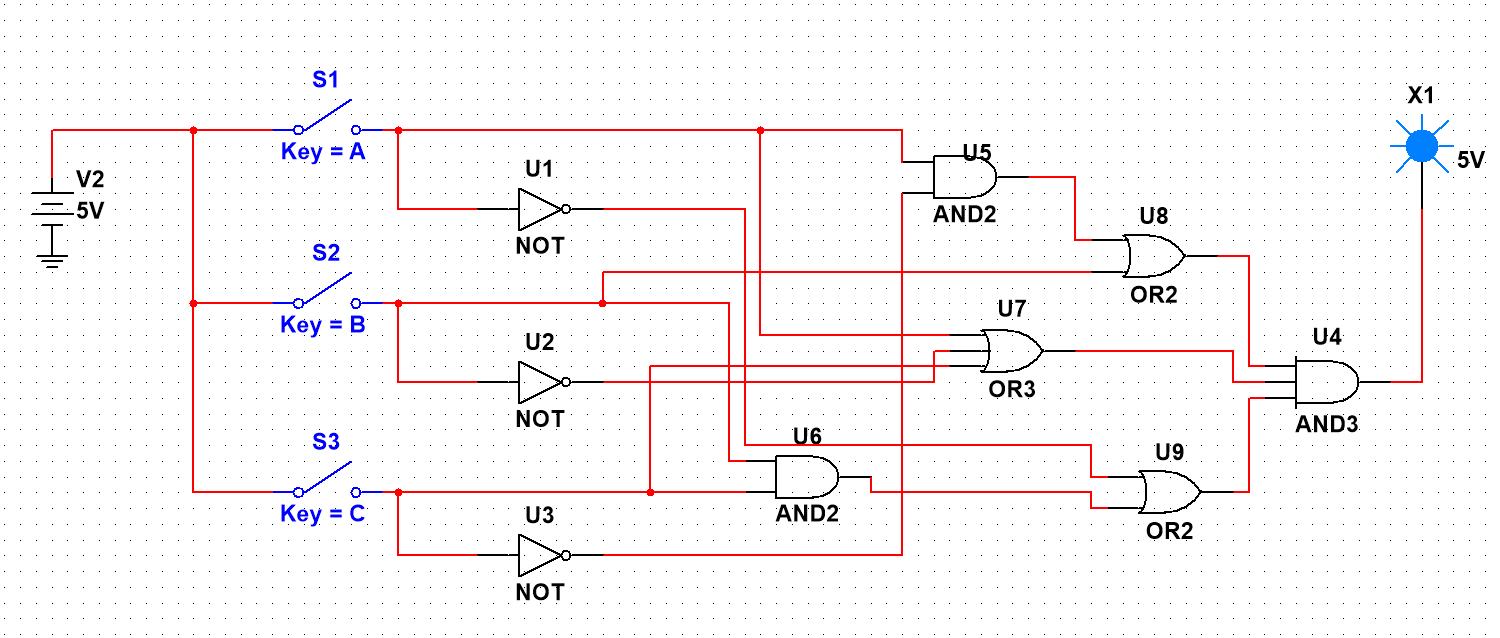 S1
Key = A
X1
5V
U1
NOT
U5
AND2
V2
5V
S2
Key = B
U8
OR2
U2
NOT
U7
OR3
U4
AND3
S3
Key = C
U6
AND2
U9
OR2
U3
NOT